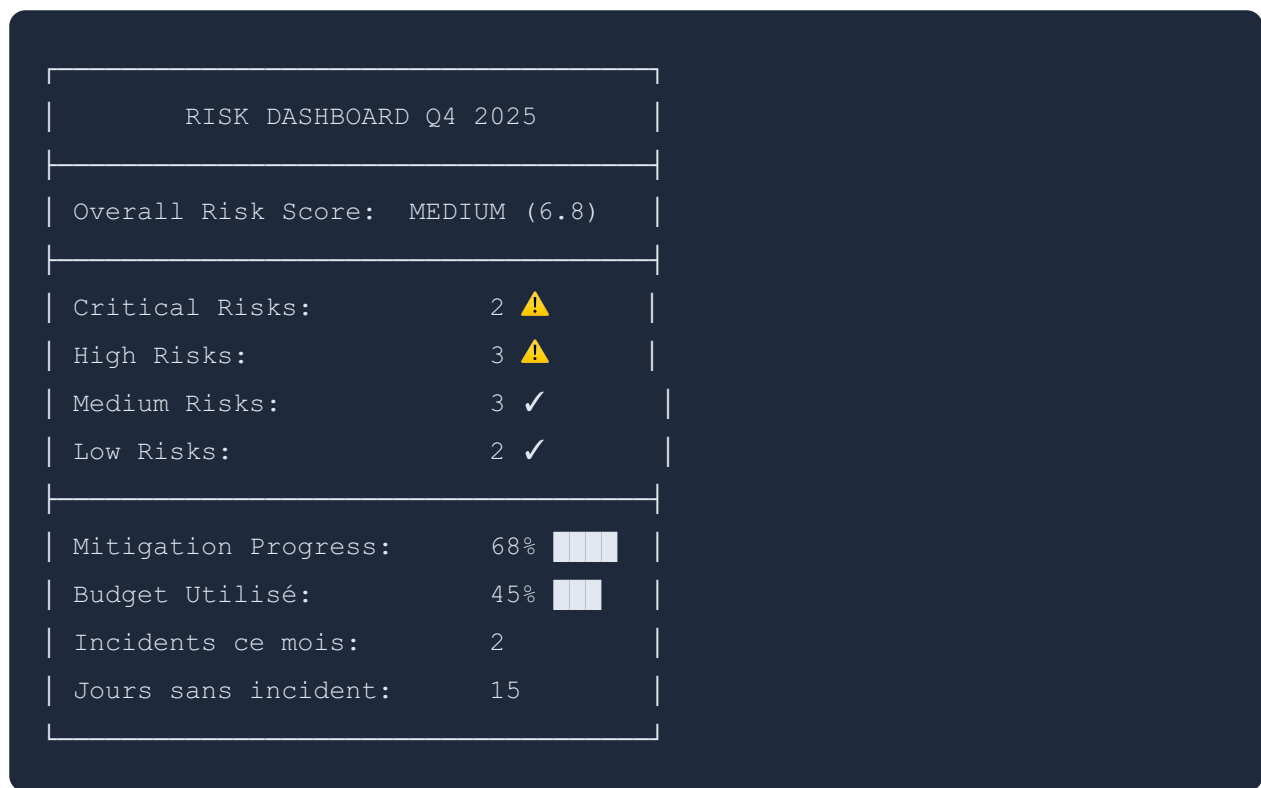 RISK DASHBOARD Q4 2025
Overall Risk Score: MEDIUM (6.8)
Critical Risks: 2 ⚠️
High Risks: 3 ⚠️
Medium Risks: 3 ✓
Low Risks: 2 ✓
Mitigation Progress: 68% ████
Budget Utilisé: 45% ███
Incidents ce mois: 2
Jours sans incident: 15